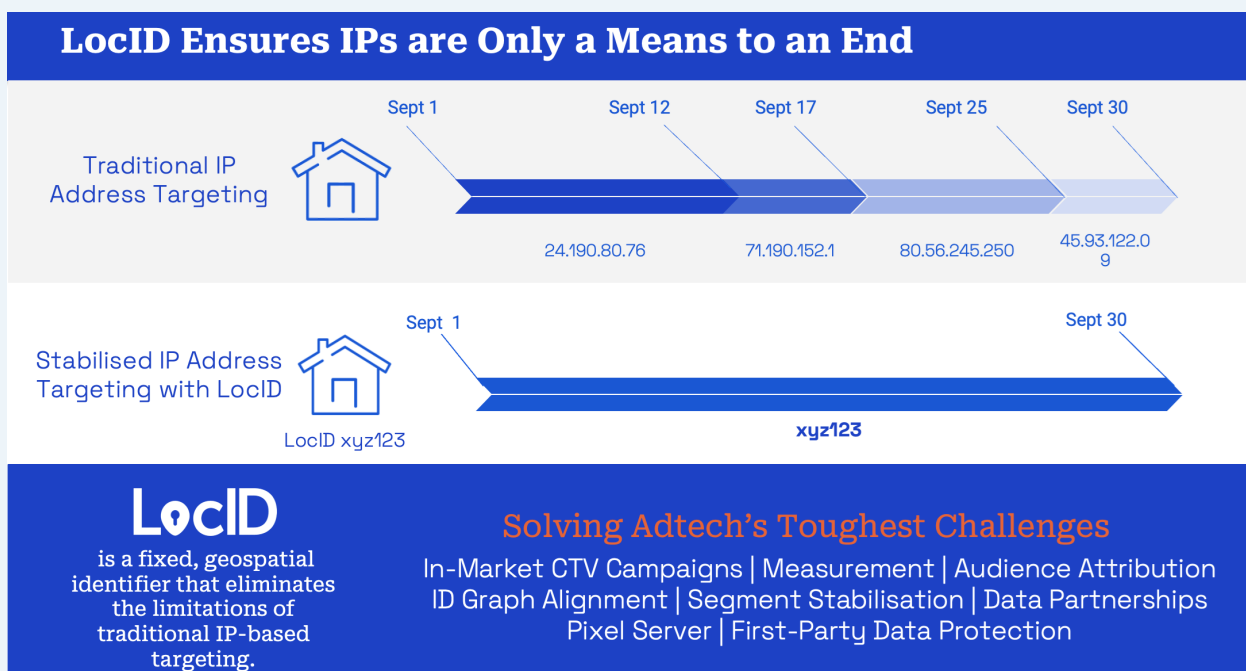 LocID Ensures IPs are Only a Means to an End
Sept 1
Sept 12
Sept 17
Sept 25
Sept 30
Traditional IP
Address Targeting
24.190.80.76
71.190.152.1
80.56.245.250
45.93.122.0
9
Sept 1
Sept 30
Stabilised IP Address
Targeting with LocID
LocID xyz123
xyz123
LocID
is a fixed, geospatial
identifier that eliminates
the limitations of
traditional IP-based
targeting.
Solving Adtech's Toughest Challenges
In-Market CTV Campaigns | Measurement | Audience Attribution
ID Graph Alignment | Segment Stabilisation | Data Partnerships
Pixel Server | First-Party Data Protection